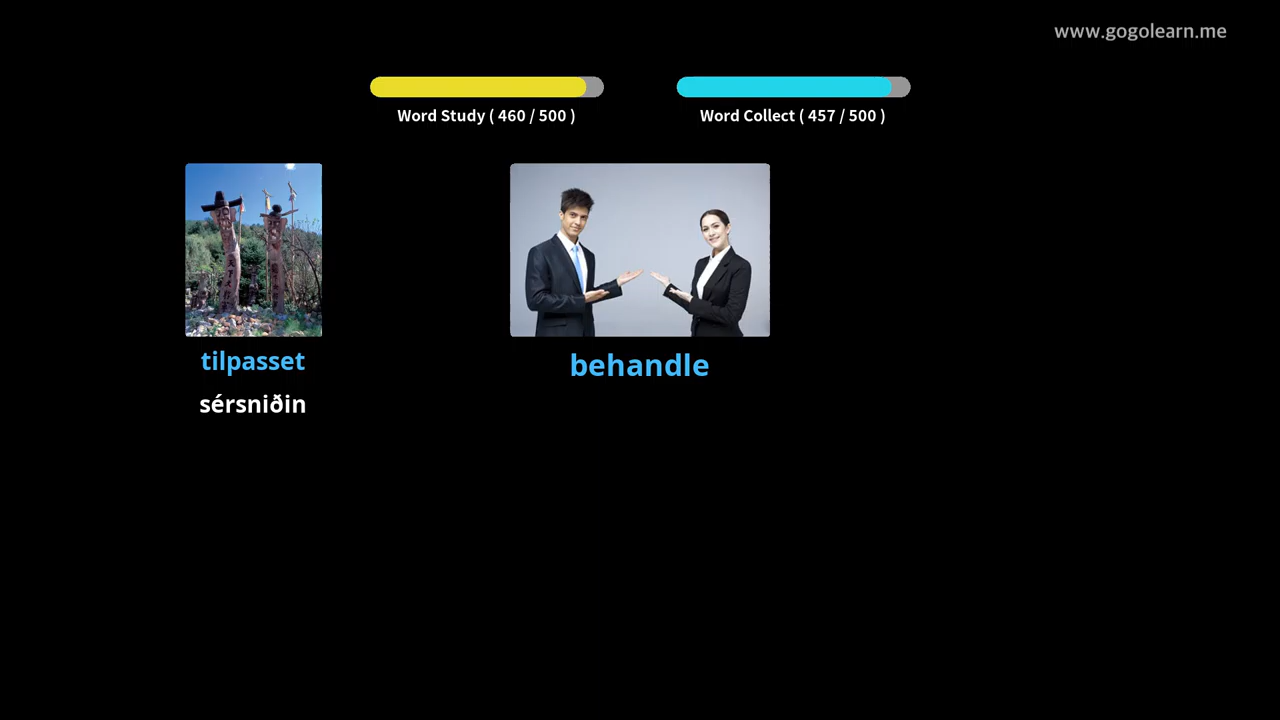 www.gogolearn.me
Word Study ( 460 / 500 )
Word Collect ( 457 / 500 )
tilpasset
sérsniðin
behandle